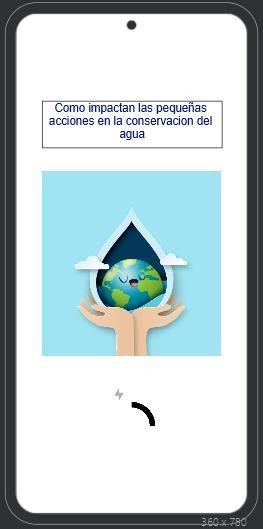 Como impactan las pequeñas
acciones en la conservacion del
agua
360 x 780